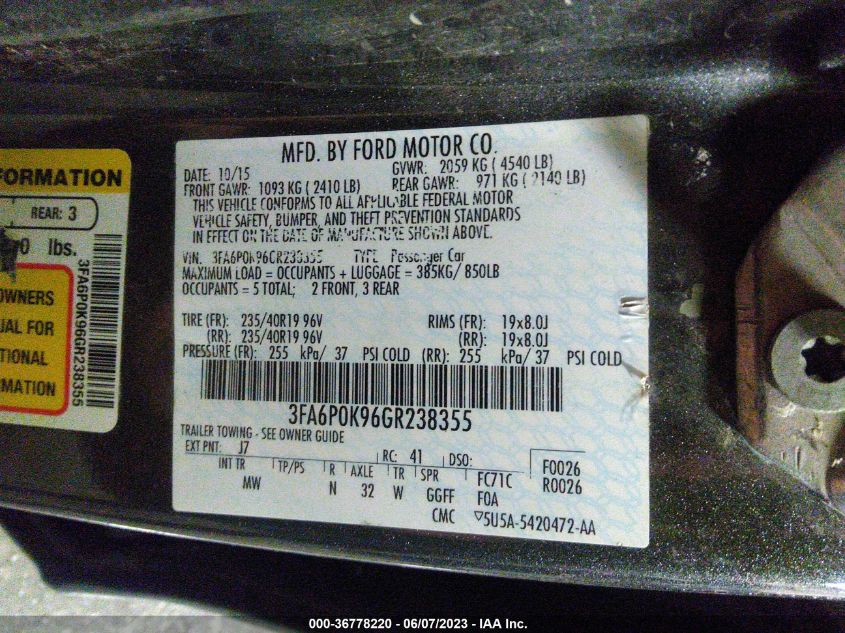 FORMATION
REAR: 3
0 lbs.
OWNERS
UAL FOR
TIONAL
RMATION
3FA6P0K96GR238355
MFD. BY FORD MOTOR CO.
DATE: 10/15 GVWR: 2059 KG ( 4540 LB)
FRONT GAWR: 1093 KG ( 2410 LB) REAR GAWR: 971 KG ( 2140 LB)
THIS VEHICLE CONFORMS TO ALL APPLICABLE FEDERAL MOTOR
VEHICLE SAFETY, BUMPER, AND THEFT PREVENTION STANDARDS
IN EFFECT ON THE DATE OF MANUFACTURE SHOWN ABOVE.
VIN: 3FA6P0K96GR238355 TYPE: Passenger Car
MAXIMUM LOAD = OCCUPANTS + LUGGAGE = 385KG/ 850LB
OCCUPANTS = 5 TOTAL; 2 FRONT, 3 REAR
TIRE (FR): 235/40R19 96V RIMS (FR): 19x8.0J
(RR): 235/40R19 96V (RR): 19x8.0J
PRESSURE (FR): 255 kPa/ 37 PSI COLD (RR): 255 kPa/ 37 PSI COLD
3FA6P0K96GR238355
TRAILER TOWING - SEE OWNER GUIDE
EXT PNT: J7 RC: 41 DSO:
INT TR TP/PS R AXLE TR SPR FC71C F0026
MW N 32 W GGFF F0A R0026
CMC ▽5U5A-5420472-AA
000-36778220 - 06/07/2023 - IAA Inc.